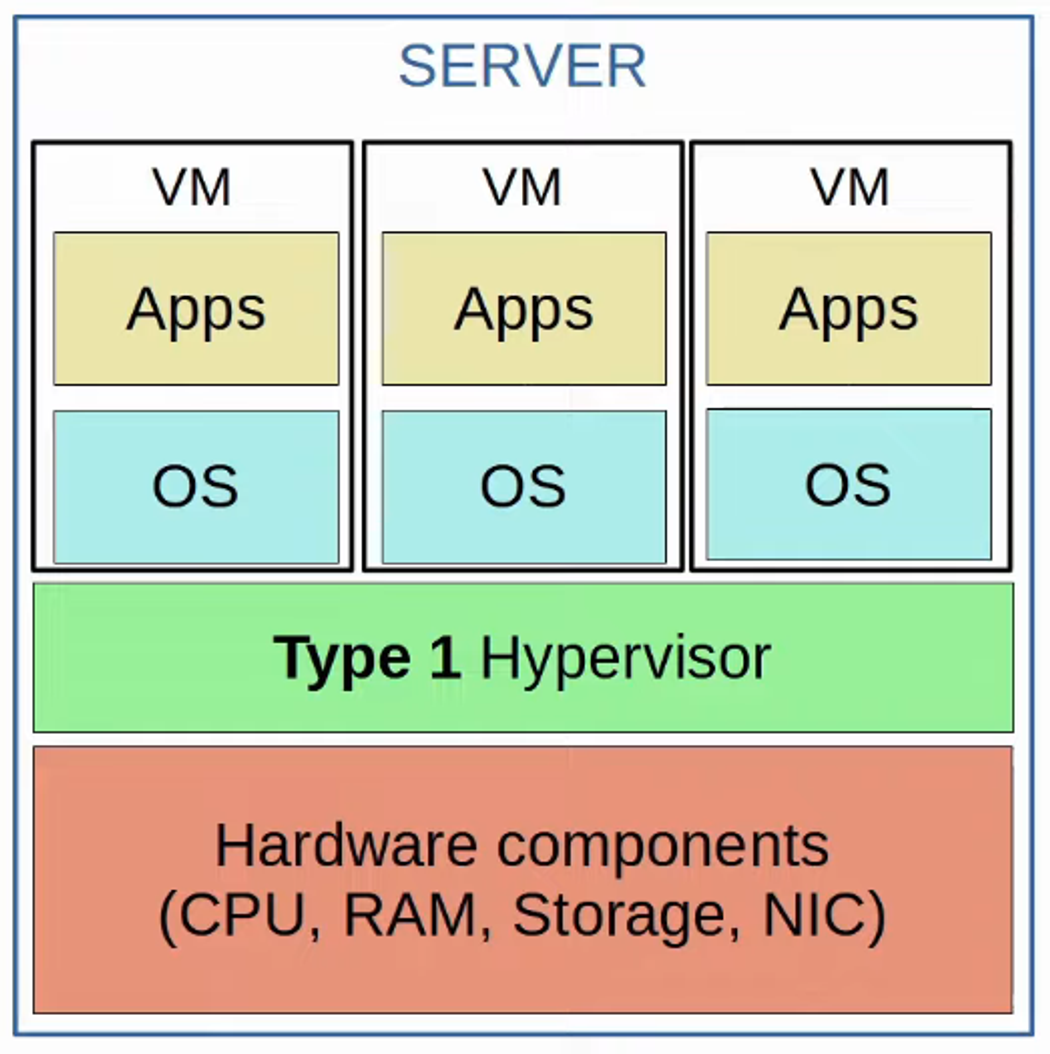 SERVER
VM
Apps
OS
VM
Apps
OS
VM
Apps
OS
Type 1 Hypervisor
Hardware components
(CPU, RAM, Storage, NIC)